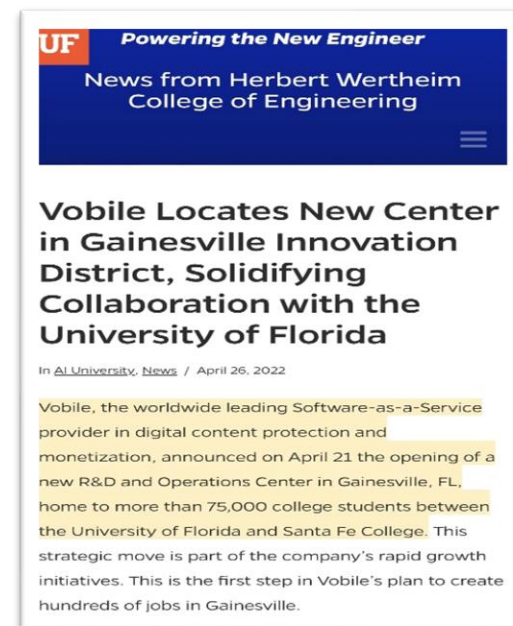 UF
Powering the New Engineer
News from Herbert Wertheim
College of Engineering
Vobile Locates New Center
in Gainesville Innovation
District, Solidifying
Collaboration with the
University of Florida
In AI University, News / April 26, 2022
Vobile, the worldwide leading Software-as-a-Service
provider in digital content protection and
monetization, announced on April 21 the opening of a
new R&D and Operations Center in Gainesville, FL,
home to more than 75,000 college students between
the University of Florida and Santa Fe College. This
strategic move is part of the company's rapid growth
initiatives. This is the first step in Vobile's plan to create
hundreds of jobs in Gainesville.